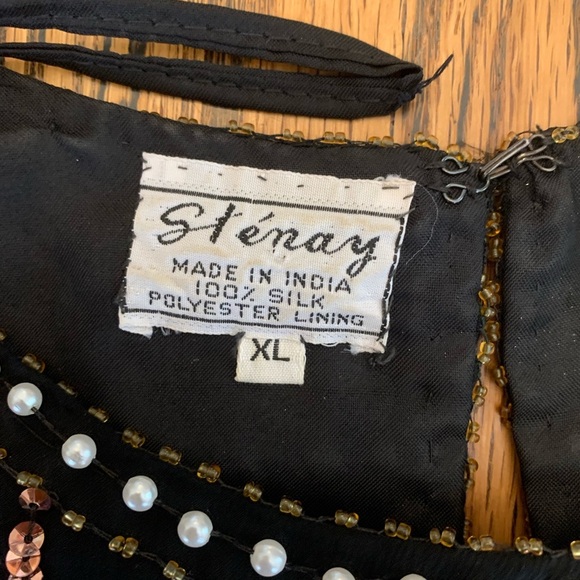 Sténay
MADE IN INDIA
100% SILK
POLYESTER LINING
XL